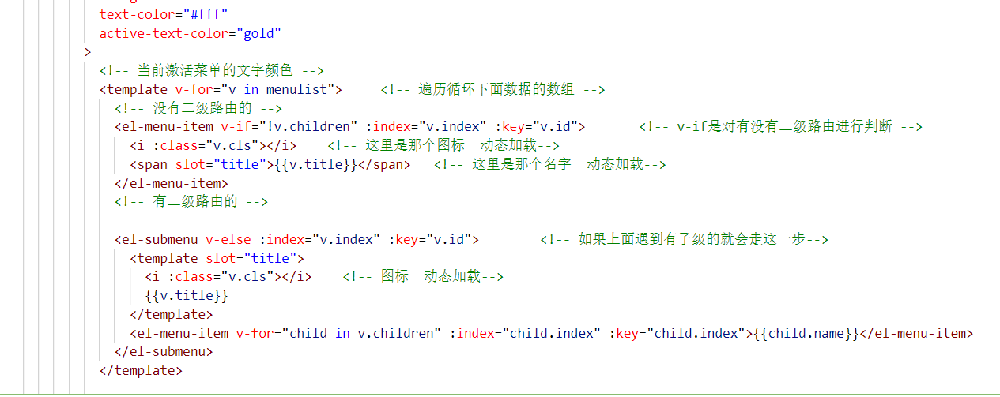 text-color="#fff"
active-text-color="gold"
>
<!-- 当前激活菜单的文字颜色 -->
<template v-for="v in menulist"> <!-- 遍历循环下面数据的数组 -->
<!-- 没有二级路由的 -->
<el-menu-item v-if="!v.children" :index="v.index" :key="v.id"> <!-- v-if是对有没有二级路由进行判断 -->
<i :class="v.cls"></i> <!-- 这里是那个图标 动态加载-->
<span slot="title">{{v.title}}</span> <!-- 这里是那个名字 动态加载-->
</el-menu-item>
<!-- 有二级路由的 -->
<el-submenu v-else :index="v.index" :key="v.id"> <!-- 如果上面遇到有子级的就会走这一步-->
<template slot="title">
<i :class="v.cls"></i> <!-- 图标 动态加载-->
{{v.title}}
</template>
<el-menu-item v-for="child in v.children" :index="child.index" :key="child.index">{{child.name}}</el-menu-item>
</el-submenu>
</template>